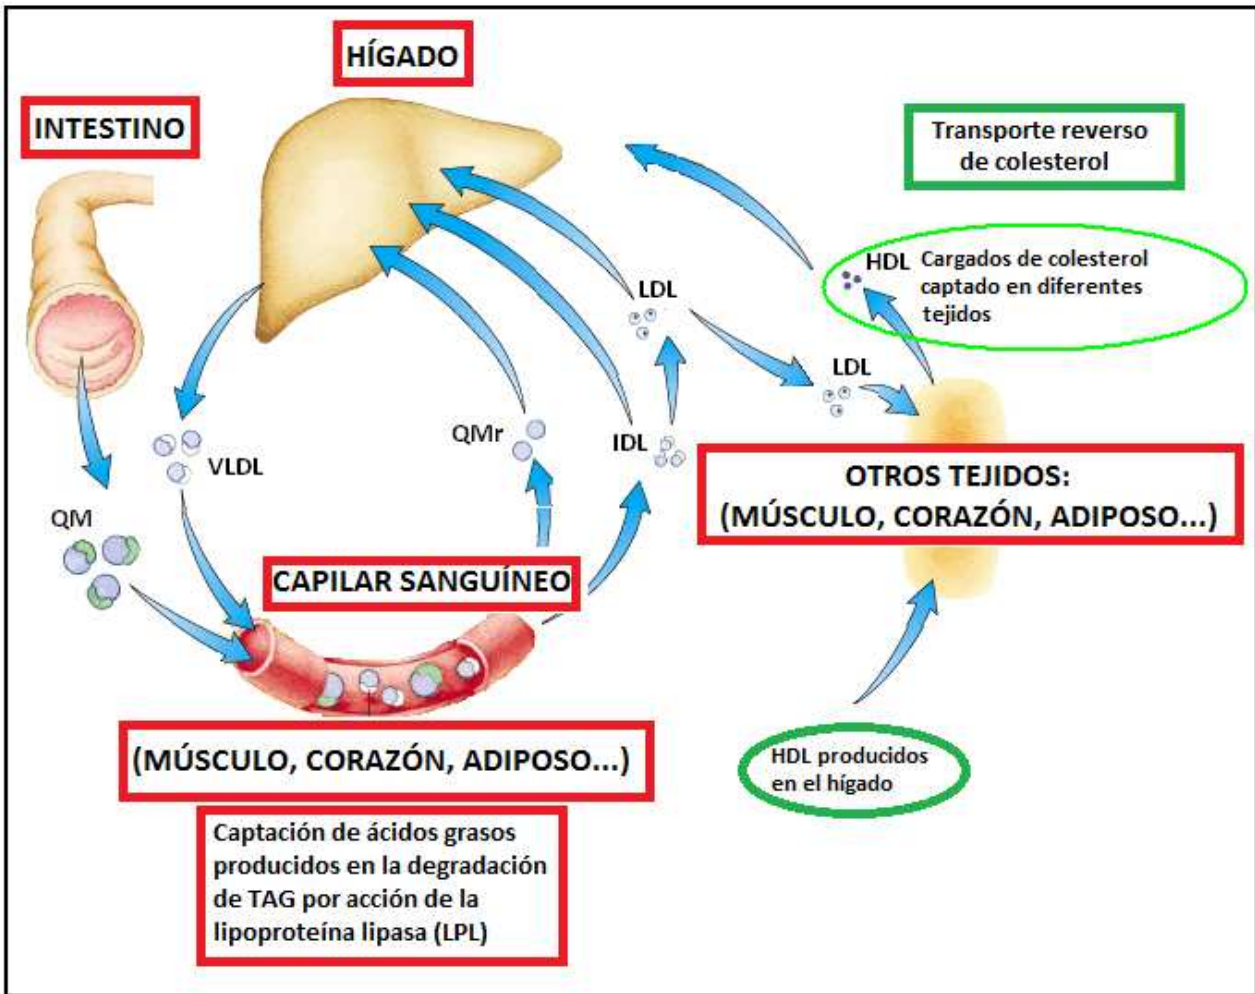 HÍGADO
INTESTINO
Transporte reverso
de colesterol
HDL
Cargados de colesterol
captado en diferentes
tejidos
LDL
LDL
QMr
IDL
VLDL
QM
OTROS TEJIDOS:
(MÚSCULO, CORAZÓN, ADIPOSO...)
CAPILAR SANGUÍNEO
(MÚSCULO, CORAZÓN, ADIPOSO...)
HDL producidos
en el hígado
Captación de ácidos grasos
producidos en la degradación
de TAG por acción de la
lipoproteína lipasa (LPL)